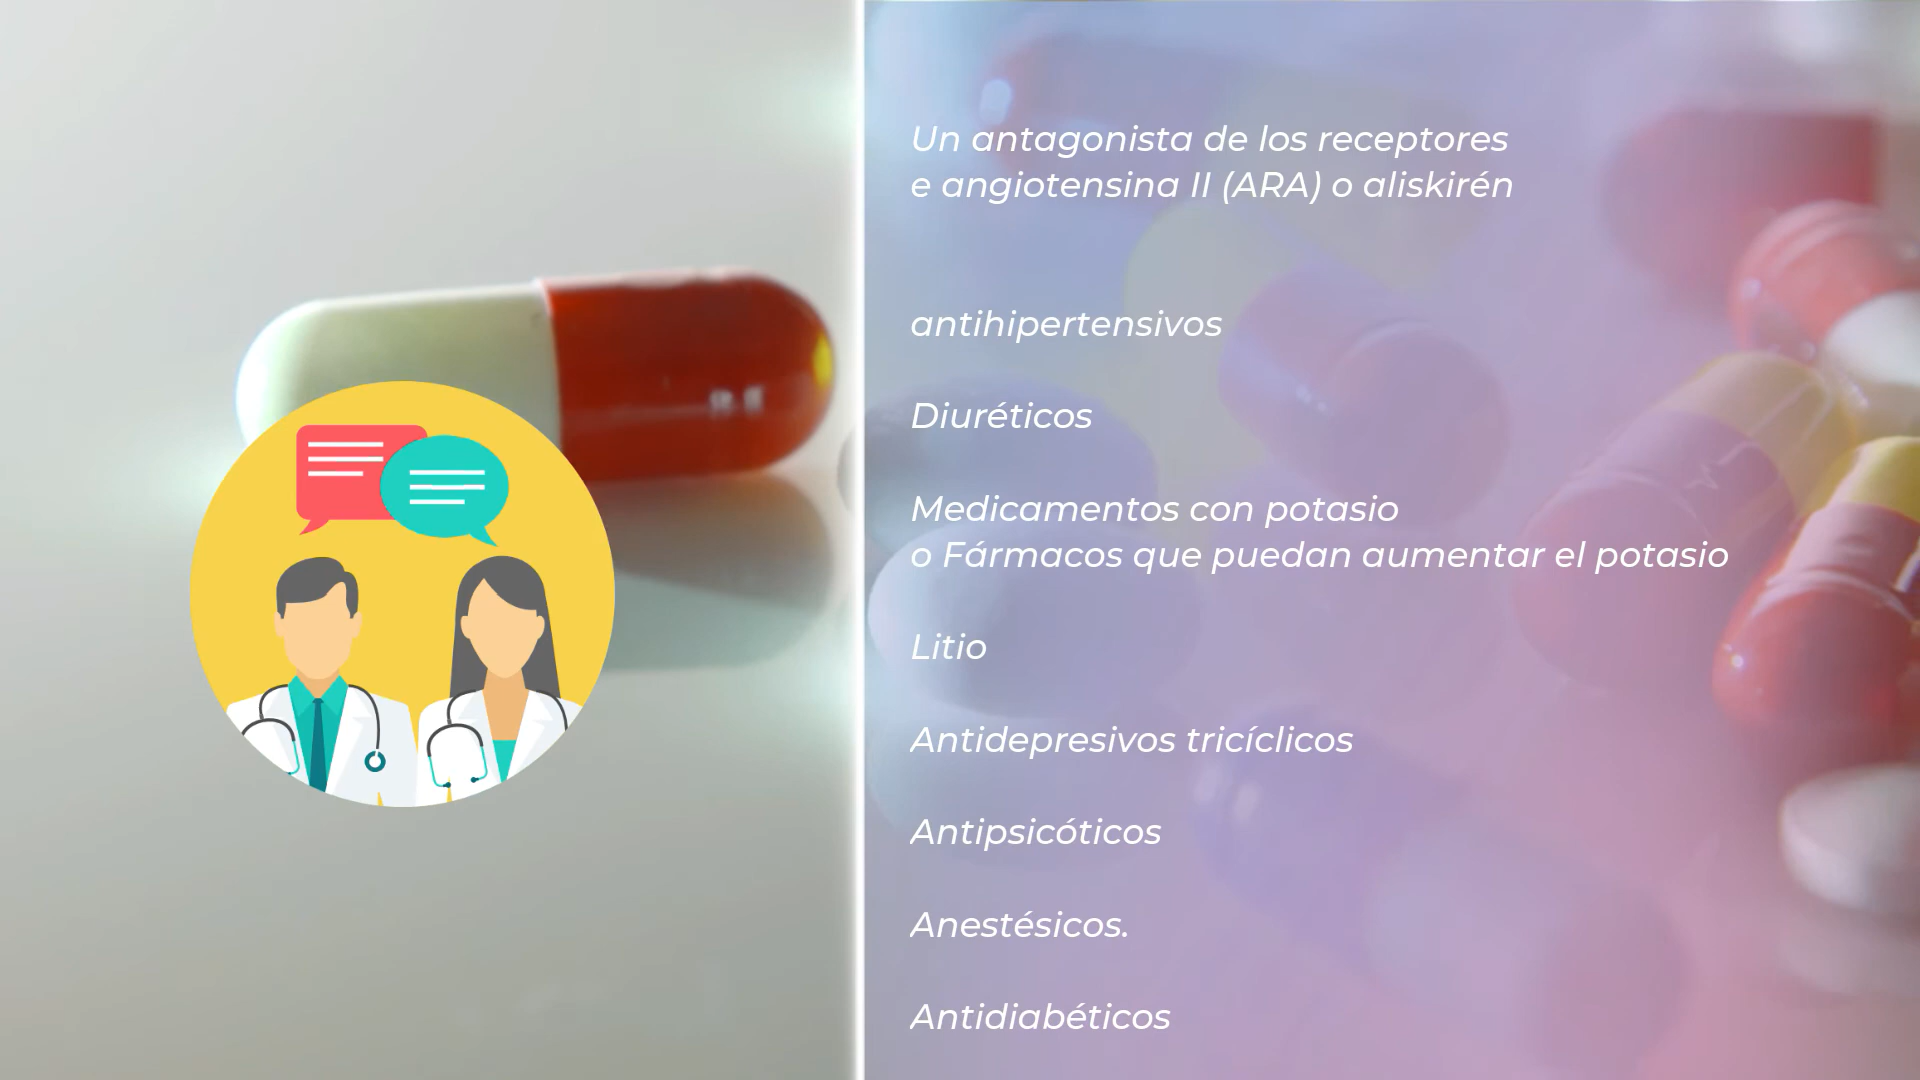 Un antagonista de los receptores
e angiotensina II (ARA) o aliskirén
antihipertensivos
Diuréticos
Medicamentos con potasio
o Fármacos que puedan aumentar el potasio
Litio
Antidepresivos tricíclicos
Antipsicóticos
Anestésicos.
Antidiabéticos